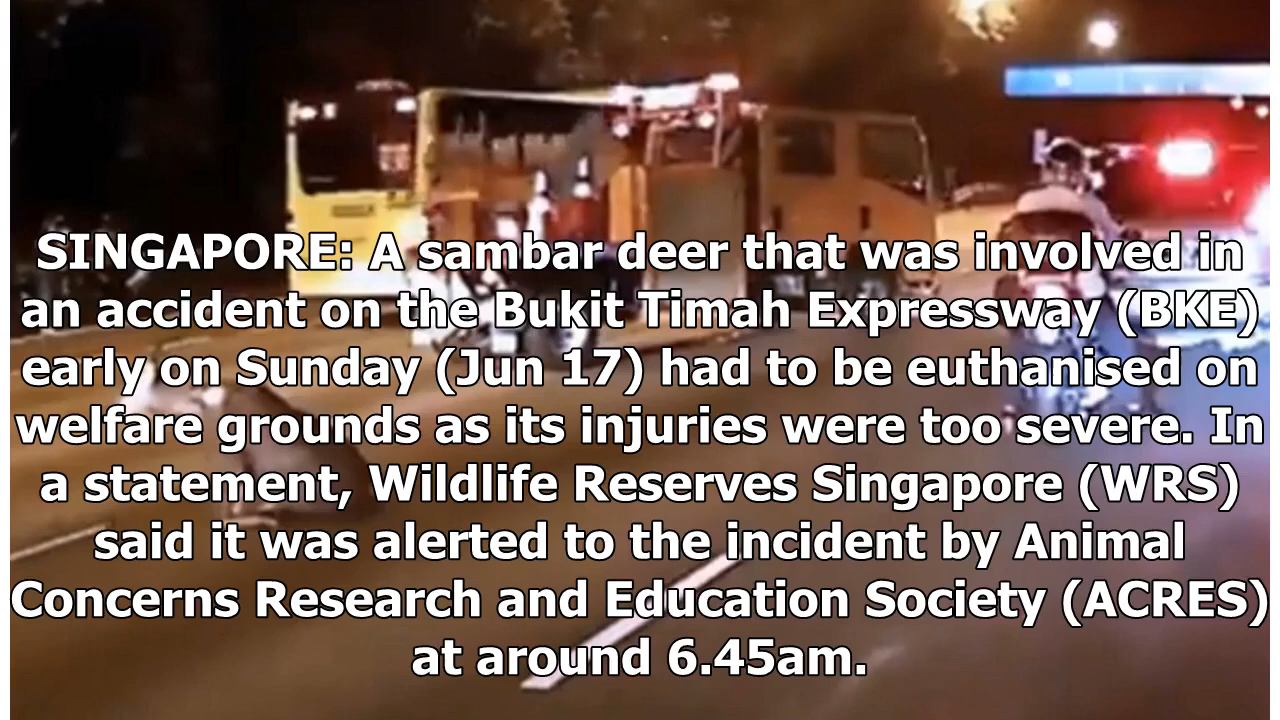 SINGAPORE: A sambar deer that was involved in
an accident on the Bukit Timah Expressway (BKE)
early on Sunday (Jun 17) had to be euthanised on
welfare grounds as its injuries were too severe. In
a statement, Wildlife Reserves Singapore (WRS)
said it was alerted to the incident by Animal
Concerns Research and Education Society (ACRES)
at around 6.45am.